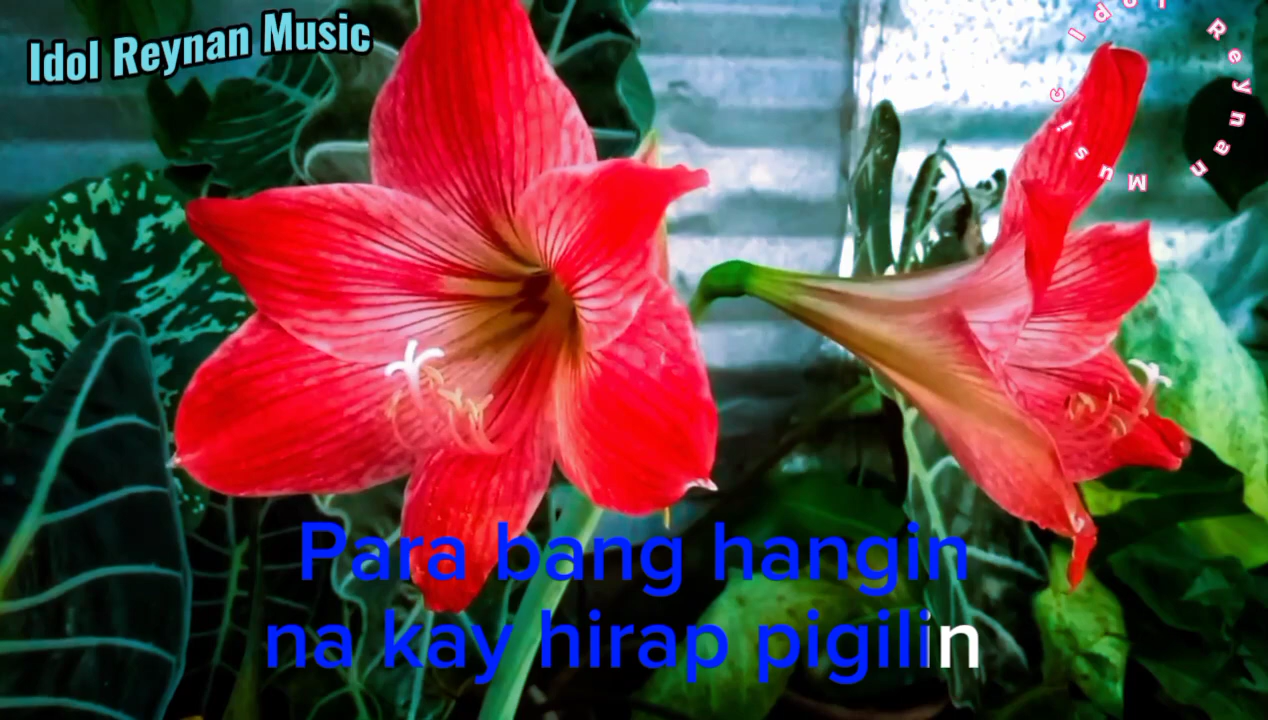 Idol Reynan Music
Idol Reynan Music
Para bang hangin
na kay hirap pigilin